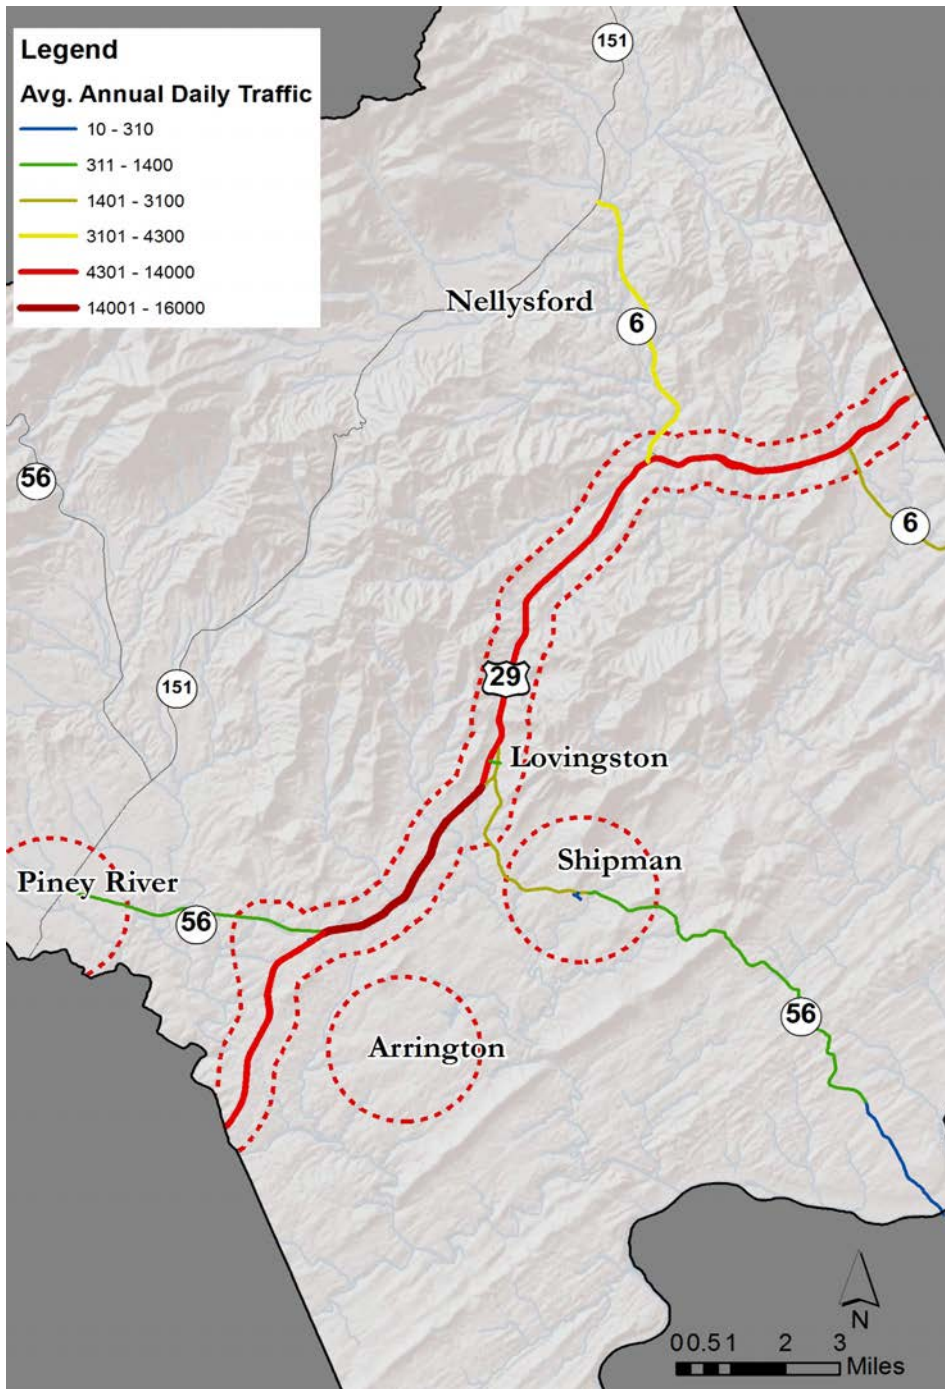 Legend
Avg. Annual Daily Traffic
10 - 310
311 - 1400
1401 - 3100
3101 - 4300
4301 - 14000
14001 - 16000
151
Nellysford
6
56
6
29
151
Lovingston
Shipman
Piney River
56
56
Arrington
N
0 0.5 1 2 3
Miles